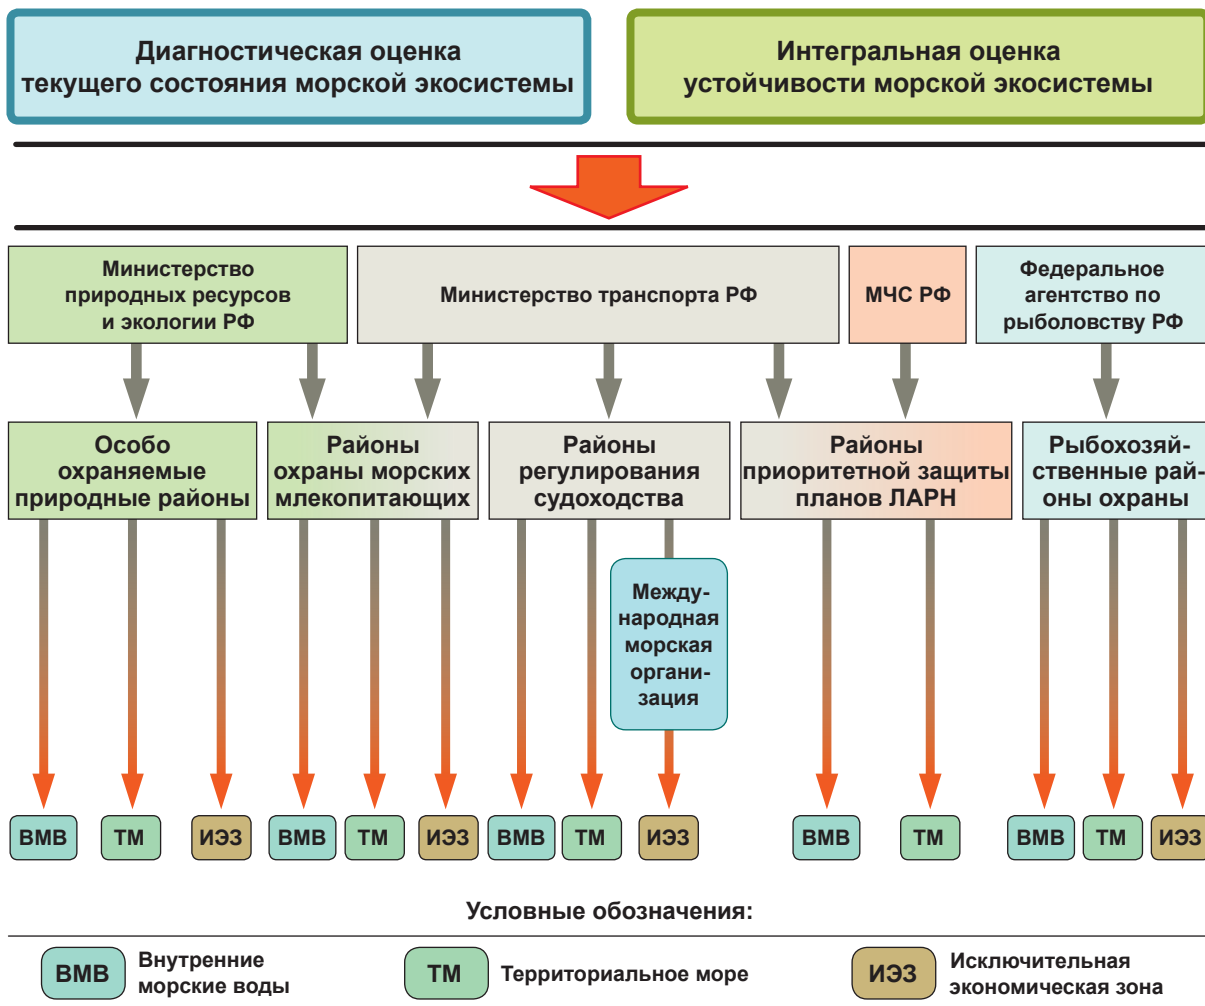 Диагностическая оценка
текущего состояния морской экосистемы
Интегральная оценка
устойчивости морской экосистемы
Министерство
природных ресурсов
и экологии РФ
Министерство транспорта РФ
МЧС РФ
Федеральное
агентство по
рыболовству РФ
Особо
охраняемые
природные районы
Районы
охраны морских
млекопитающих
Районы
регулирования
судоходства
Районы
приоритетной защиты
планов ЛАРН
Рыбохозяй-
ственные рай-
оны охраны
Между-
народная
морская
органи-
зация
ВМВ
ТМ
ИЭЗ
ВМВ
ТМ
ИЭЗ
ВМВ
ТМ
ИЭЗ
ВМВ
ТМ
ВМВ
ТМ
ИЭЗ
Условные обозначения:
ВМВ
Внутренние
морские воды
ТМ
Территориальное море
ИЭЗ
Исключительная
экономическая зона